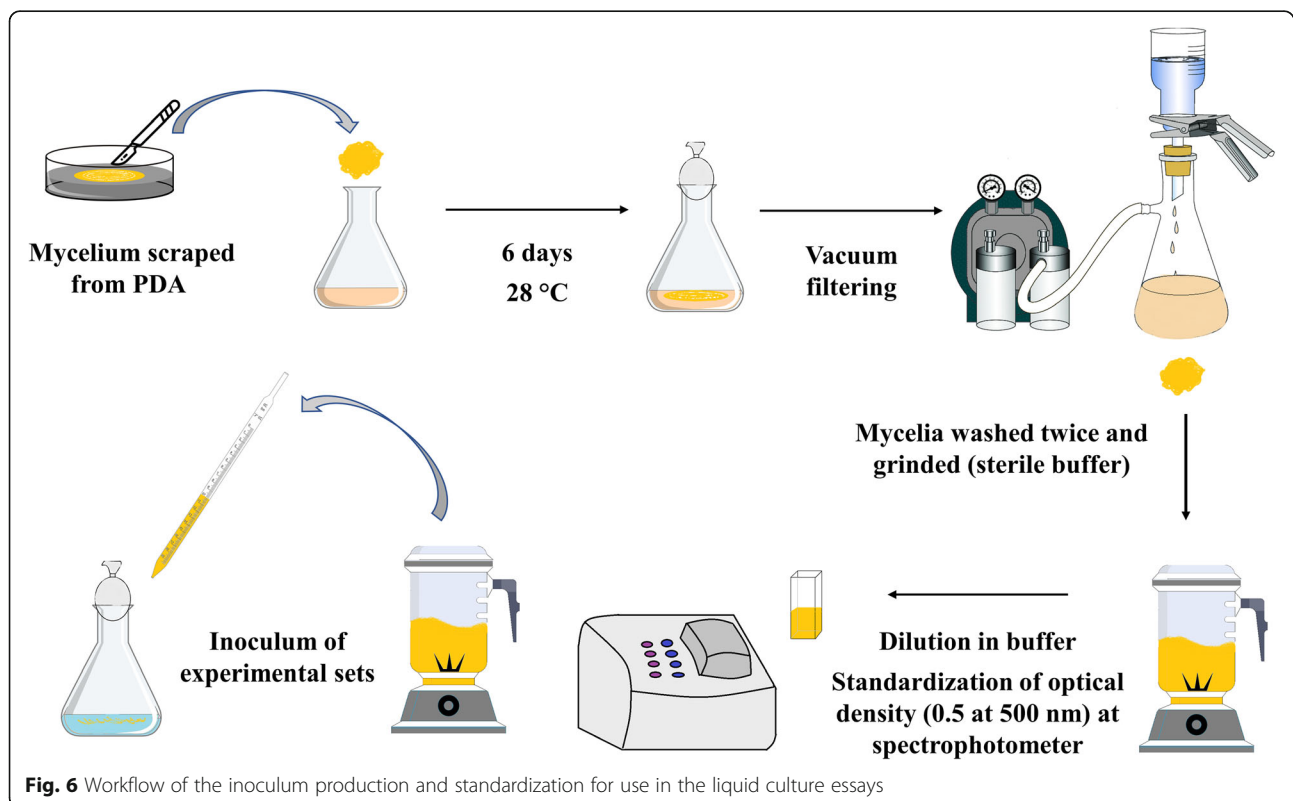 Mycelium scraped
from PDA
6 days
28 °C
Vacuum
filtering
Mycelia washed twice and
grinded (sterile buffer)
Dilution in buffer
Standardization of optical
density (0.5 at 500 nm) at
spectrophotometer
Inoculum of
experimental sets
Fig. 6 Workflow of the inoculum production and standardization for use in the liquid culture essays